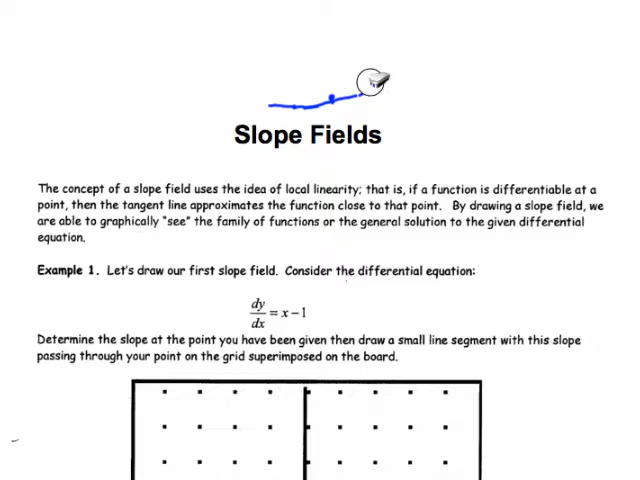 Slope Fields
The concept of a slope field uses the idea of local linearity; that is, if a function is differentiable at a
point, then the tangent line approximates the function close to that point. By drawing a slope field, we
are able to graphically "see" the family of functions or the general solution to the given differential
equation.
Example 1. Let's draw our first slope field. Consider the differential equation:
dy/dx = x − 1
Determine the slope at the point you have been given then draw a small line segment with this slope
passing through your point on the grid superimposed on the board.